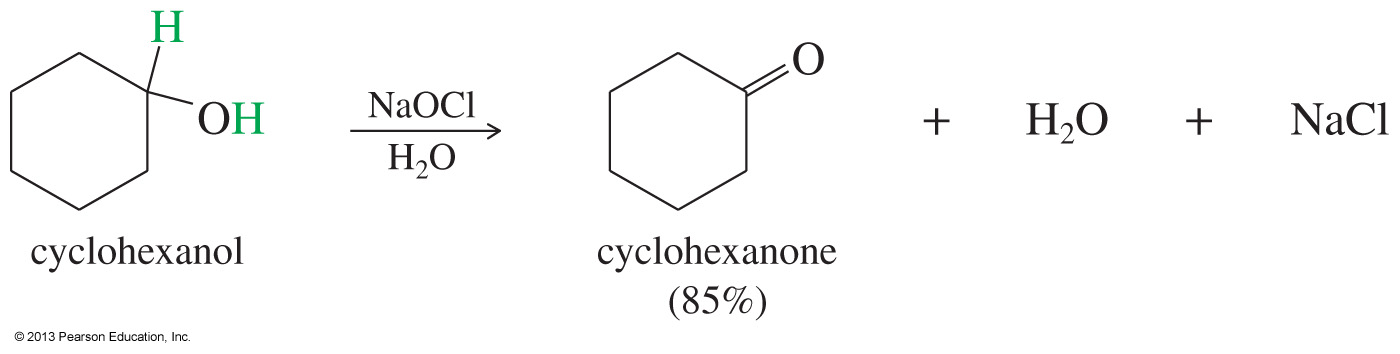 H
OH
NaOCl
H₂O
O
+ H₂O + NaCl
cyclohexanol
cyclohexanone
(85%)
© 2013 Pearson Education, Inc.